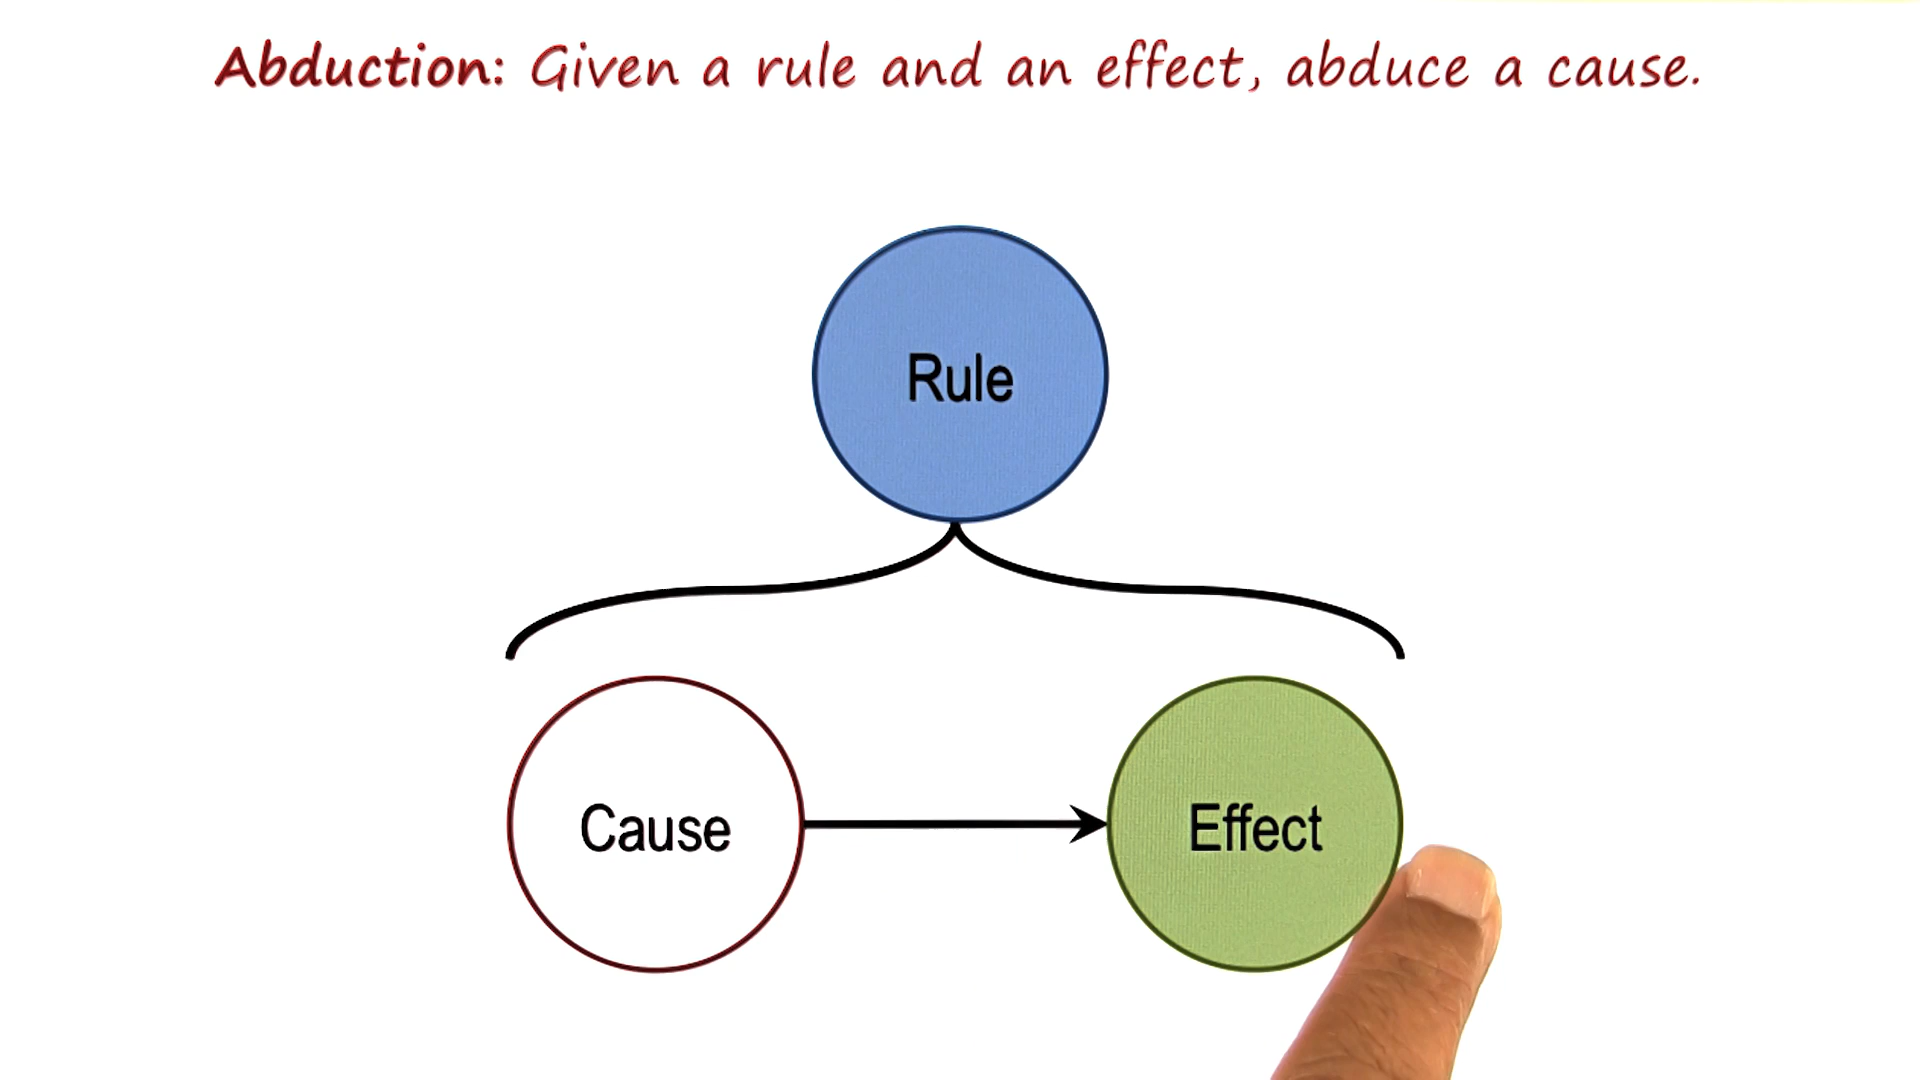 Abduction: Given a rule and an effect, abduce a cause.
Rule
Cause
Effect